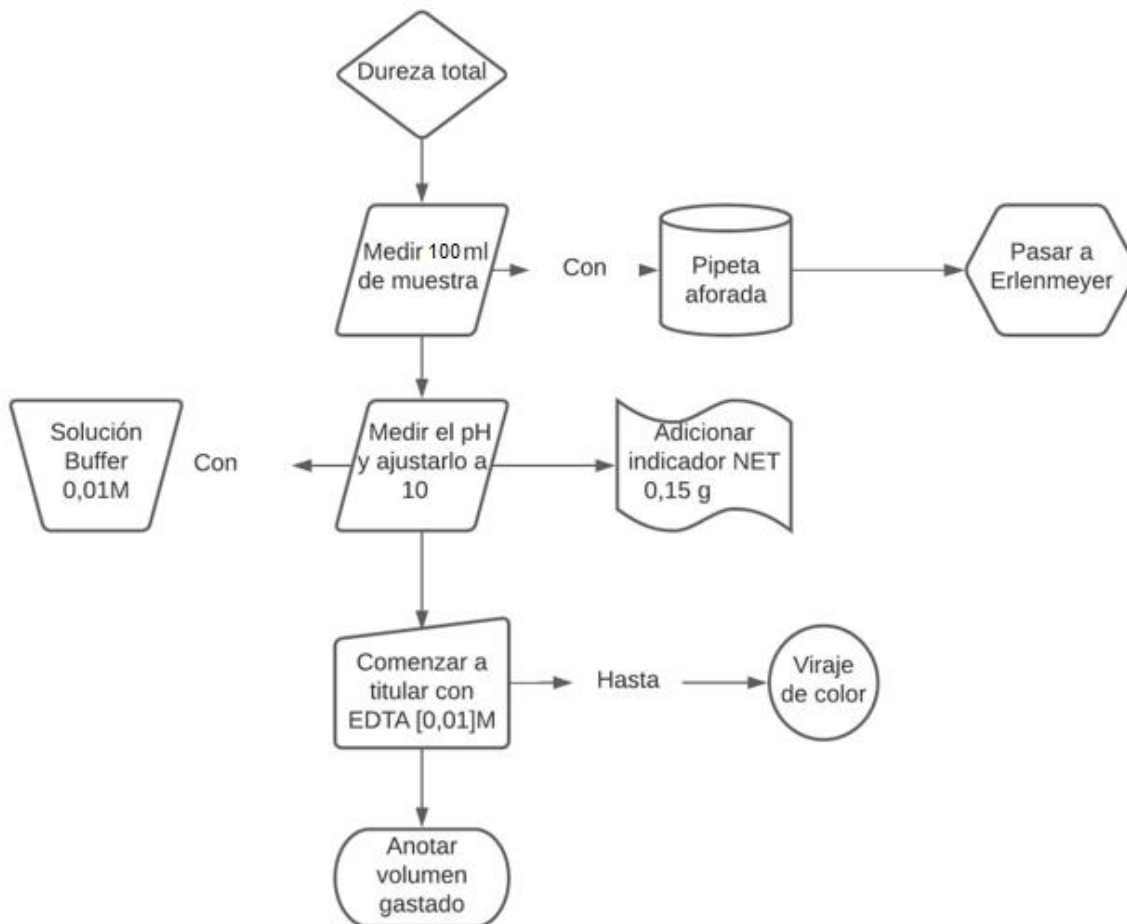 Dureza total
Medir 100 ml
de muestra
Con
Pipeta
aforada
Pasar a
Erlenmeyer
Solución
Buffer
0,01M
Con
Medir el pH
y ajustarlo a
10
Adicionar
indicador NET
0,15 g
Comenzar a
titular con
EDTA [0,01]M
Hasta
Viraje
de color
Anotar
volumen
gastado